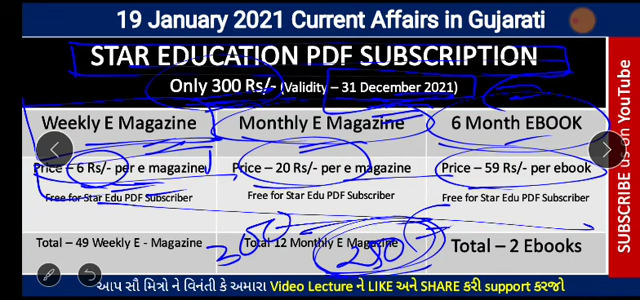 19 January 2021 Current Affairs in Gujarati
STAR EDUCATION PDF SUBSCRIPTION
Only 300 Rs/- (Validity – 31 December 2021)
Weekly E Magazine
Monthly E Magazine
6 Month EBOOK
Price – 6 Rs/- per e magazine
Price – 20 Rs/- per e magazine
Price – 59 Rs/- per ebook
Free for Star Edu PDF Subscriber
Free for Star Edu PDF Subscriber
Free for Star Edu PDF Subscriber
Total – 49 Weekly E - Magazine
Total 12 Monthly E Magazine
Total – 2 Ebooks
250
આપ સૌ મિત્રો ને વિનંતી કે અમારા Video Lecture ને LIKE અને SHARE કરી support કરજો
SUBSCRIBE US on YouTube